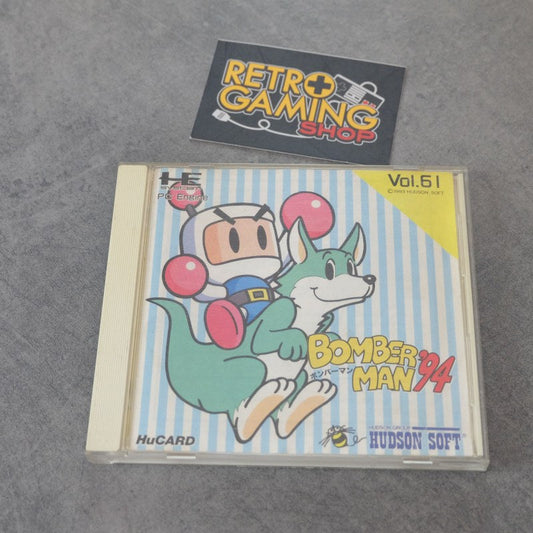 RETRO
GAMING
SHOP
HE
SYSTEM
PC Engine
Vol.61
©1993 HUDSON SOFT
BOMBER
MAN '94
ボンバーマン
HuCARD
HUDSON GROUP
HUDSON SOFT